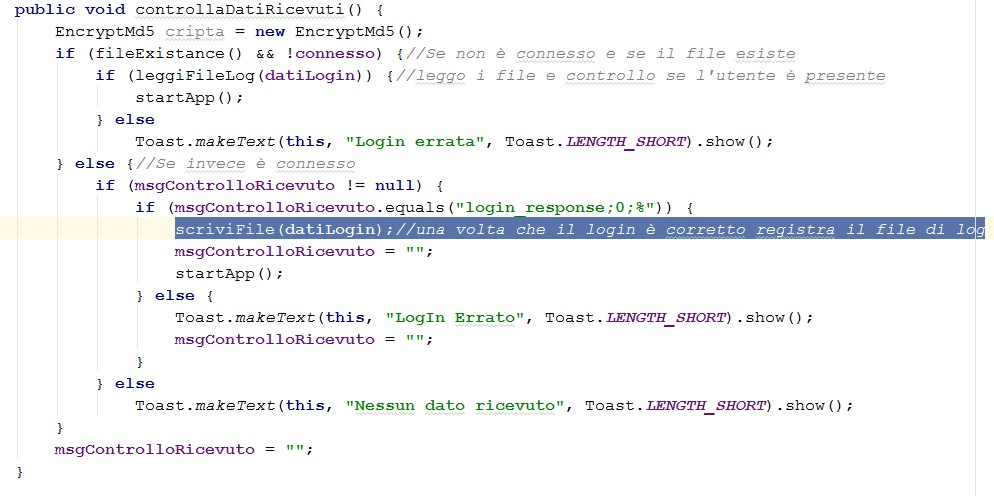 public void controllaDatiRicevuti() {
    EncryptMd5 cripta = new EncryptMd5();
    if (fileExistance() && !connesso) {//Se non è connesso e se il file esiste
        if (leggiFileLog(datiLogin)) {//leggo i file e controllo se l'utente è presente
            startApp();
        } else
            Toast.makeText(this, "Login errata", Toast.LENGTH_SHORT).show();
    } else {//Se invece è connesso
        if (msgControlloRicevuto != null) {
            if (msgControlloRicevuto.equals("login_response;0;%")) {
                scriviFile(datiLogin);//una volta che il login è corretto registra il file di log
                msgControlloRicevuto = "";
                startApp();
            } else {
                Toast.makeText(this, "LogIn Errato", Toast.LENGTH_SHORT).show();
                msgControlloRicevuto = "";
            }
        } else
            Toast.makeText(this, "Nessun dato ricevuto", Toast.LENGTH_SHORT).show();
    }
    msgControlloRicevuto = "";
}